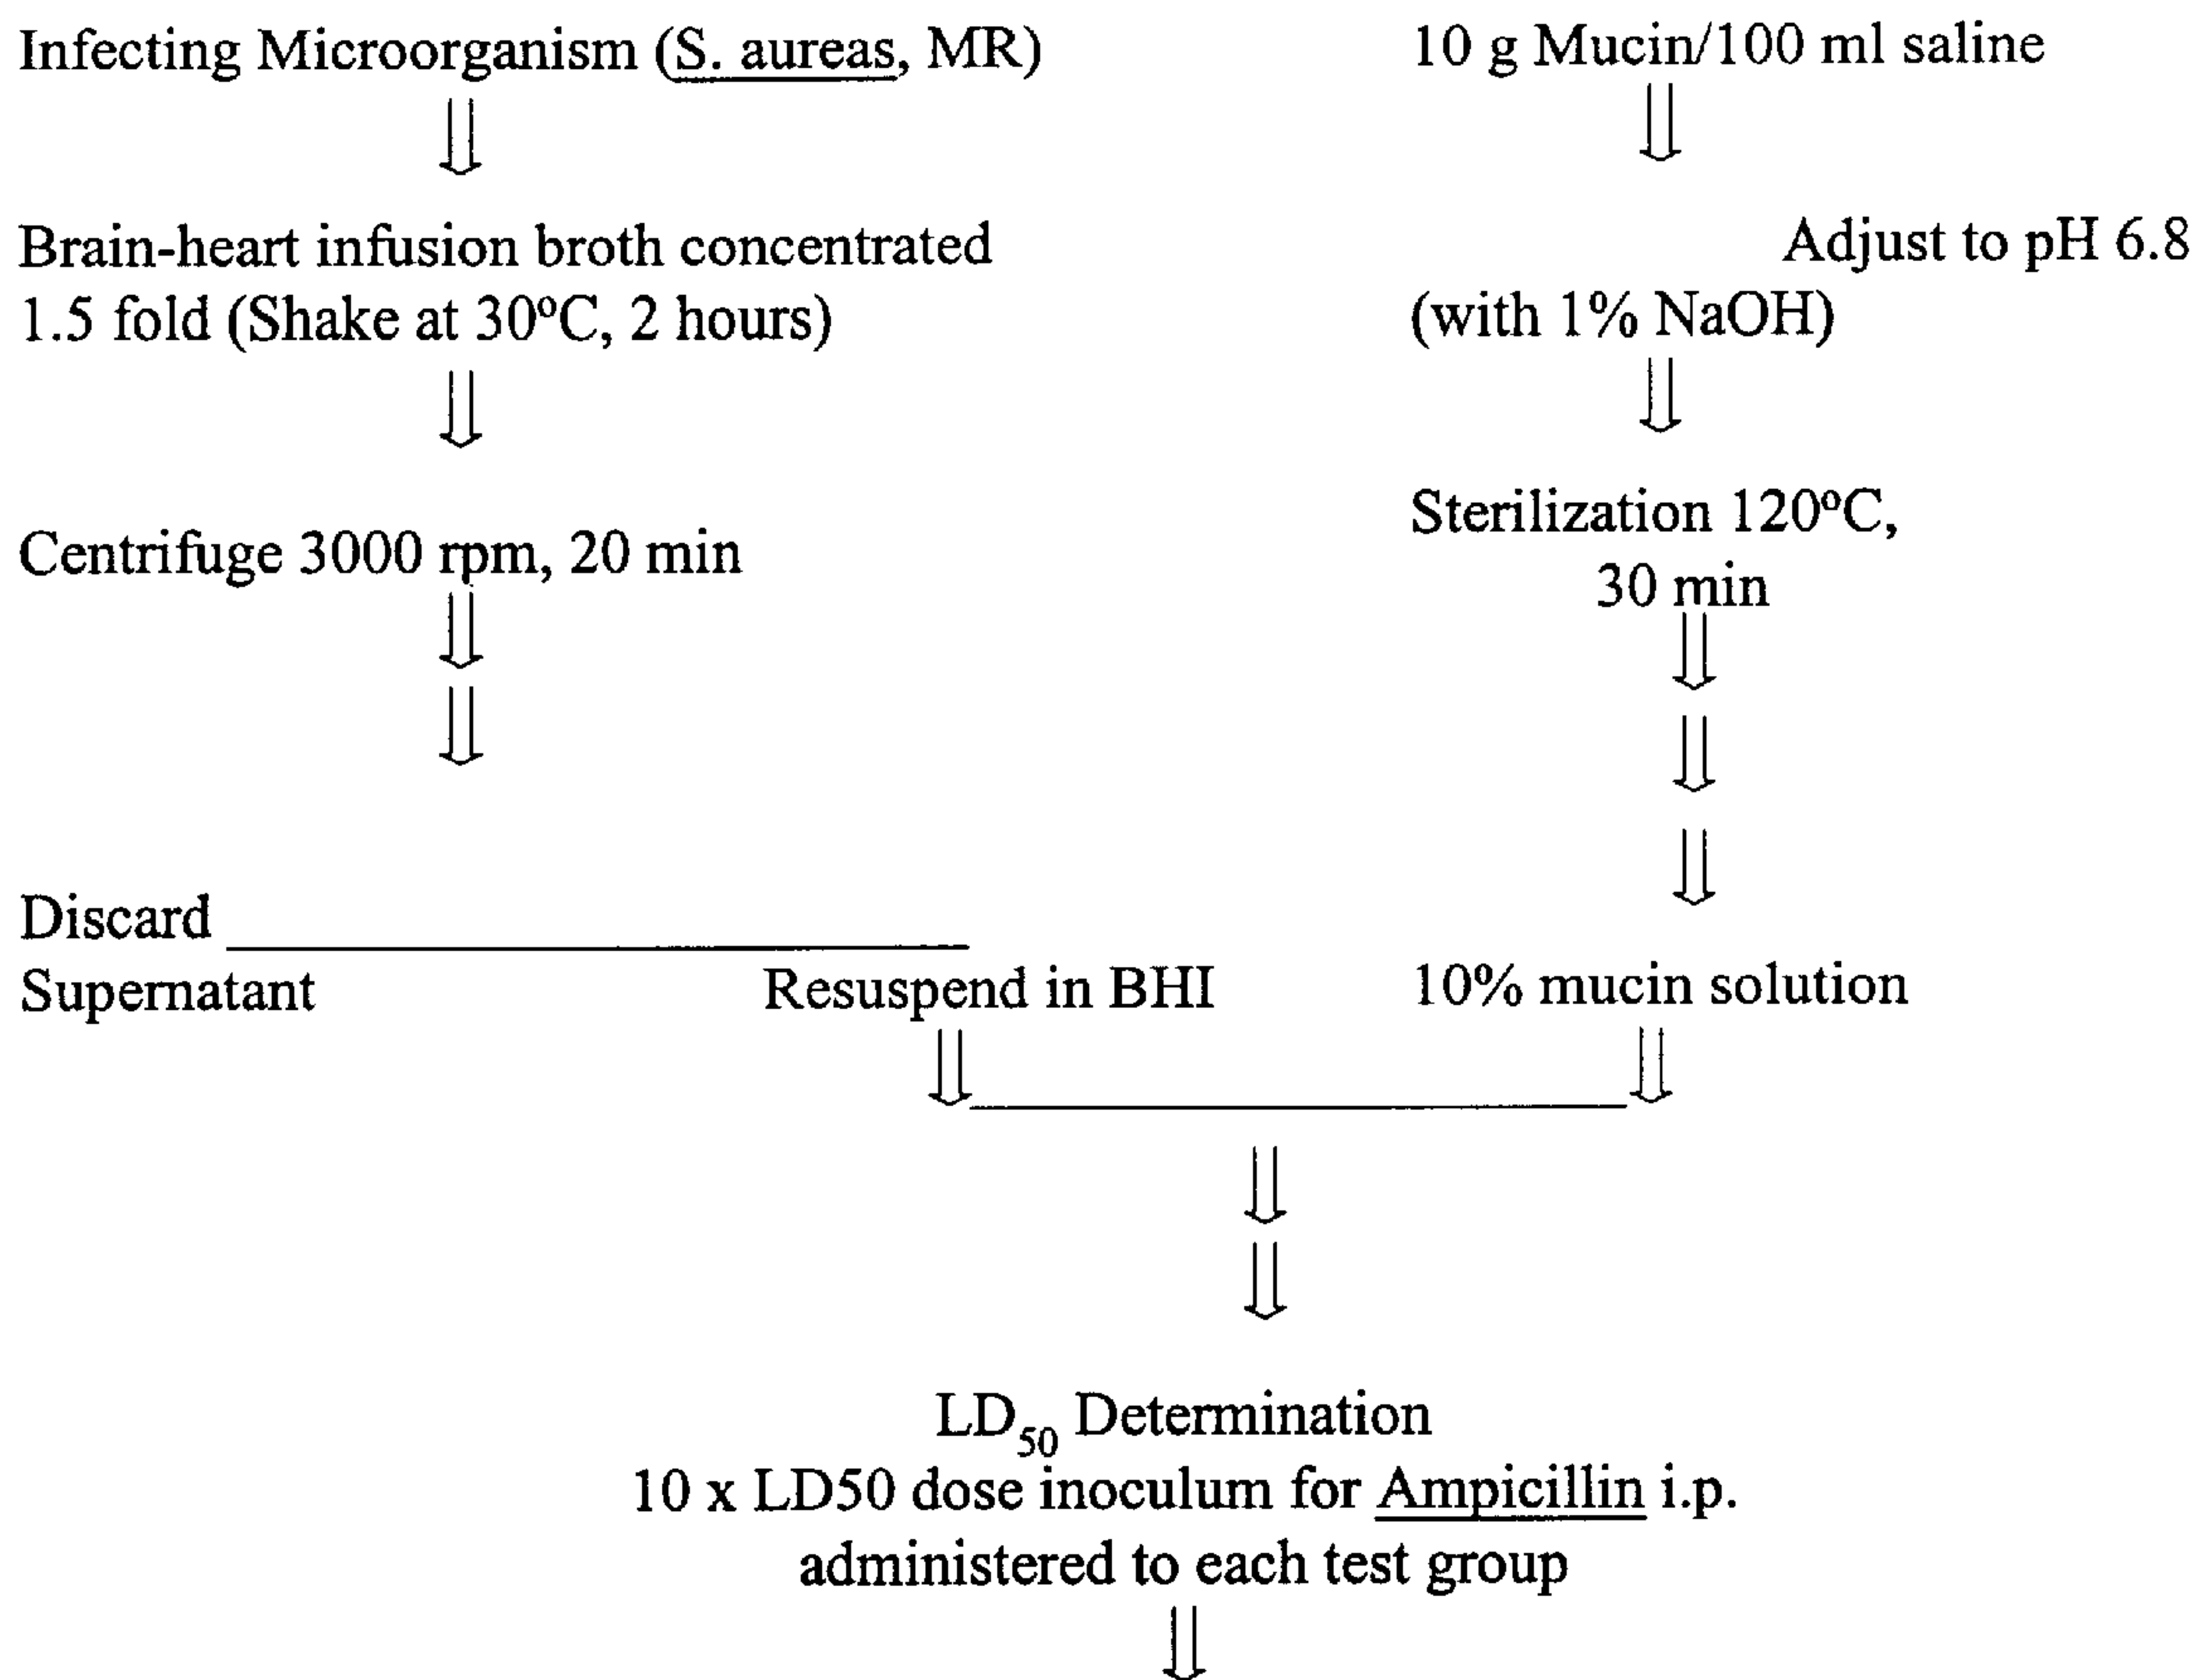 Infecting Microorganism (S. aureas, MR)
Brain-heart infusion broth concentrated
1.5 fold (Shake at 30°C, 2 hours)
Centrifuge 3000 rpm, 20 min
Discard
Supernatant
Resuspend in BHI
10 g Mucin/100 ml saline
Adjust to pH 6.8
(with 1% NaOH)
Sterilization 120°C,
30 min
10% mucin solution
LD50 Determination
10 x LD50 dose inoculum for Ampicillin i.p.
administered to each test group